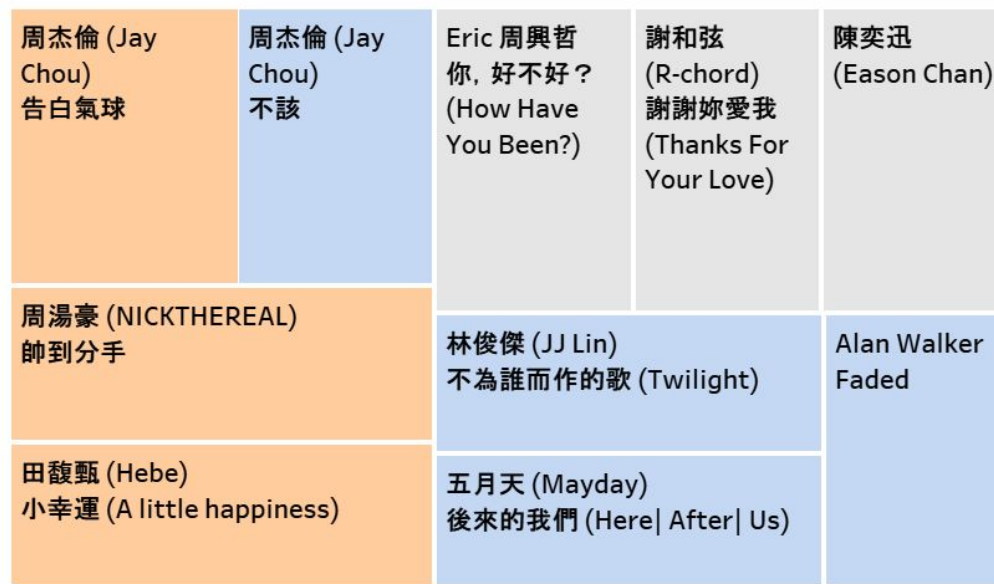 周杰倫 (Jay
Chou)
告白氣球
周杰倫 (Jay
Chou)
不該
Eric 周興哲
你, 好不好？
(How Have
You Been?)
謝和弦
(R-chord)
謝謝妳愛我
(Thanks For
Your Love)
陳奕迅
(Eason Chan)
周湯豪 (NICKTHEREAL)
帥到分手
林俊傑 (JJ Lin)
不為誰而作的歌 (Twilight)
Alan Walker
Faded
田馥甄 (Hebe)
小幸運 (A little happiness)
五月天 (Mayday)
後來的我們 (Here| After| Us)